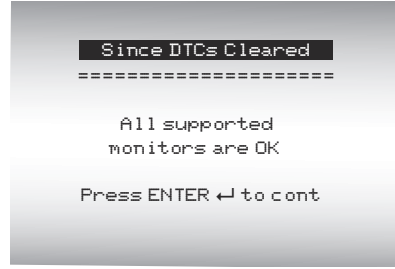 Since DTCs Cleared
=====================
All supported
monitors are OK
Press ENTER ↵ to cont